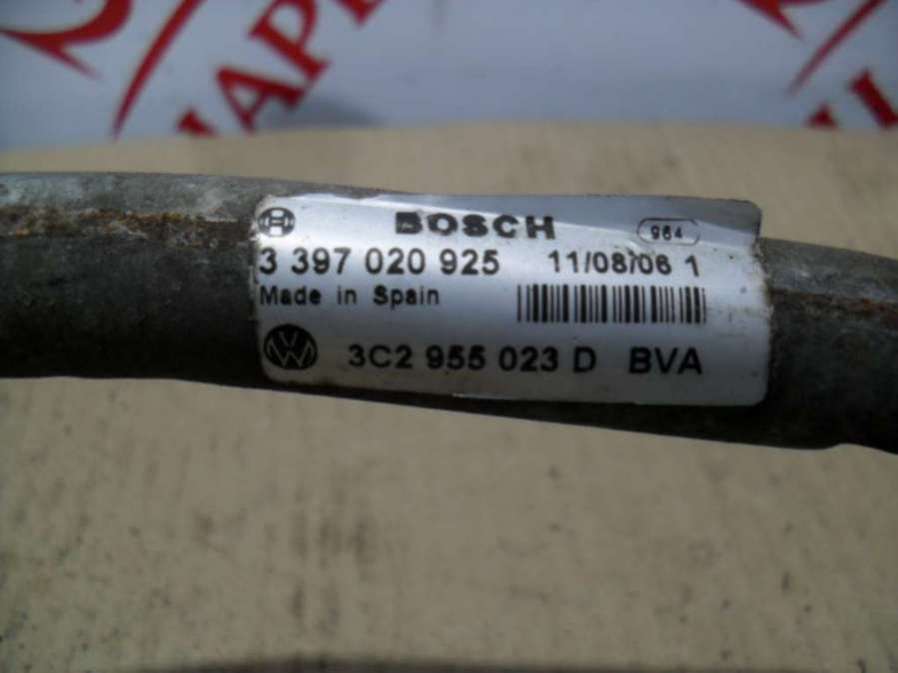 BOSCH 964
3 397 020 925 11/08/06 1
Made in Spain
3C2 955 023 D BVA